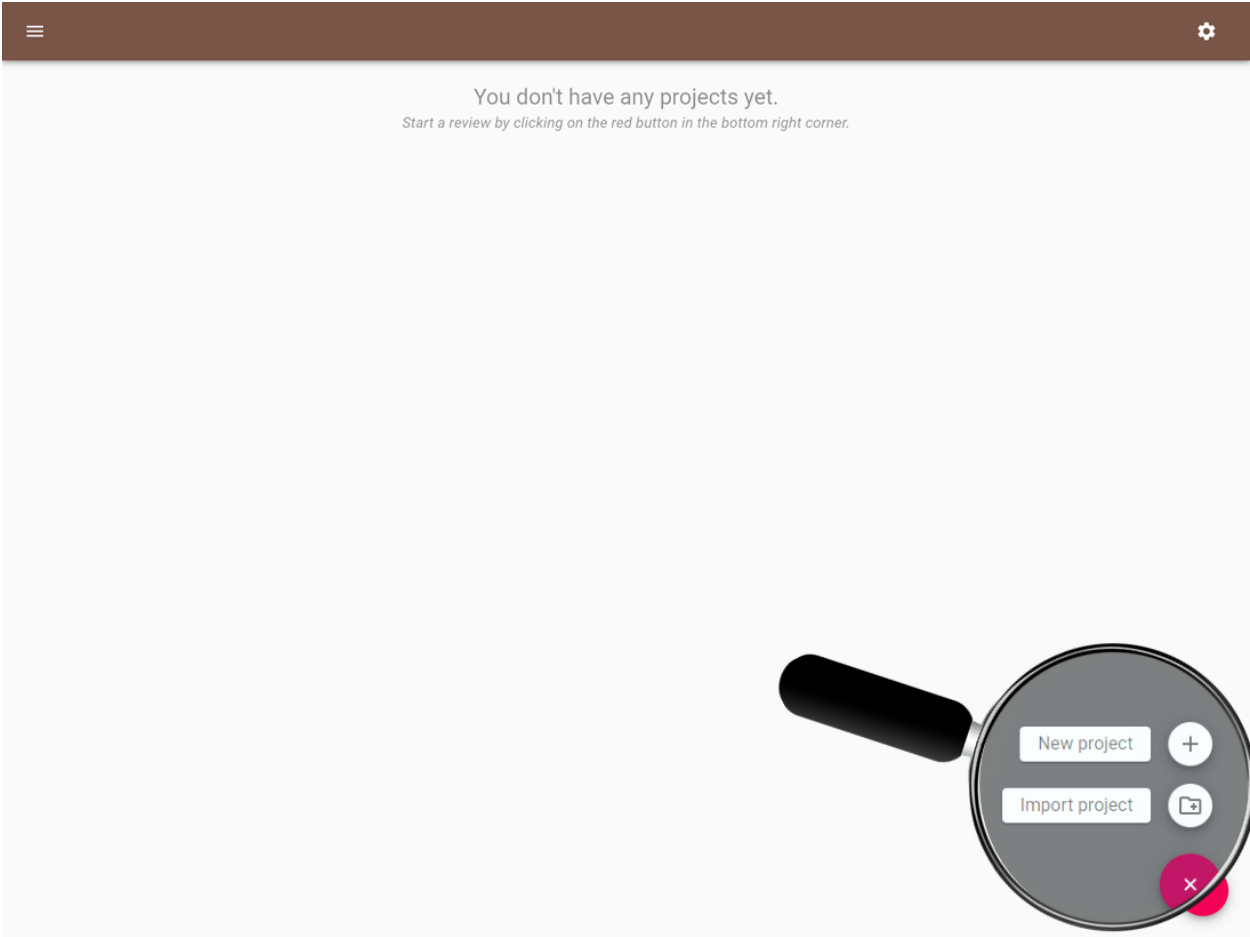 You don't have any projects yet.
Start a review by clicking on the red button in the bottom right corner.
New project
Import project